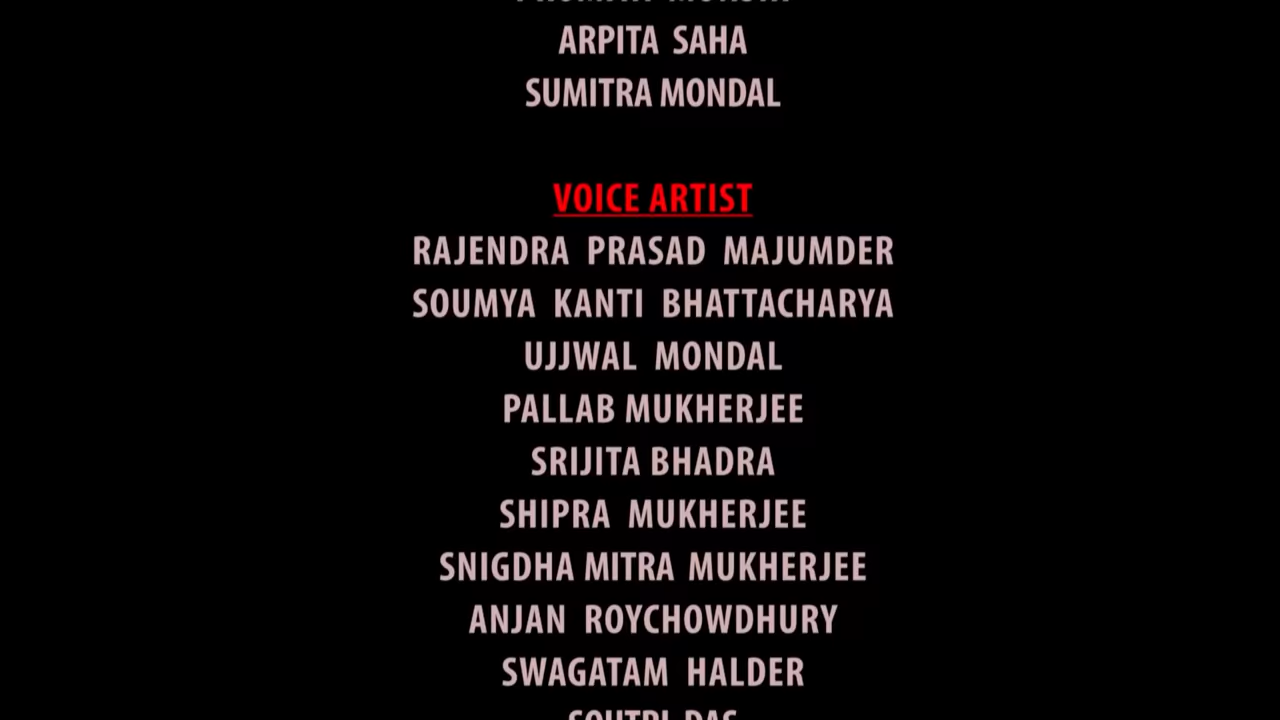 ARPITA SAHA
SUMITRA MONDAL
VOICE ARTIST
RAJENDRA PRASAD MAJUMDER
SOUMYA KANTI BHATTACHARYA
UJJWAL MONDAL
PALLAB MUKHERJEE
SRIJITA BHADRA
SHIPRA MUKHERJEE
SNIGDHA MITRA MUKHERJEE
ANJAN ROYCHOWDHURY
SWAGATAM HALDER
DAS